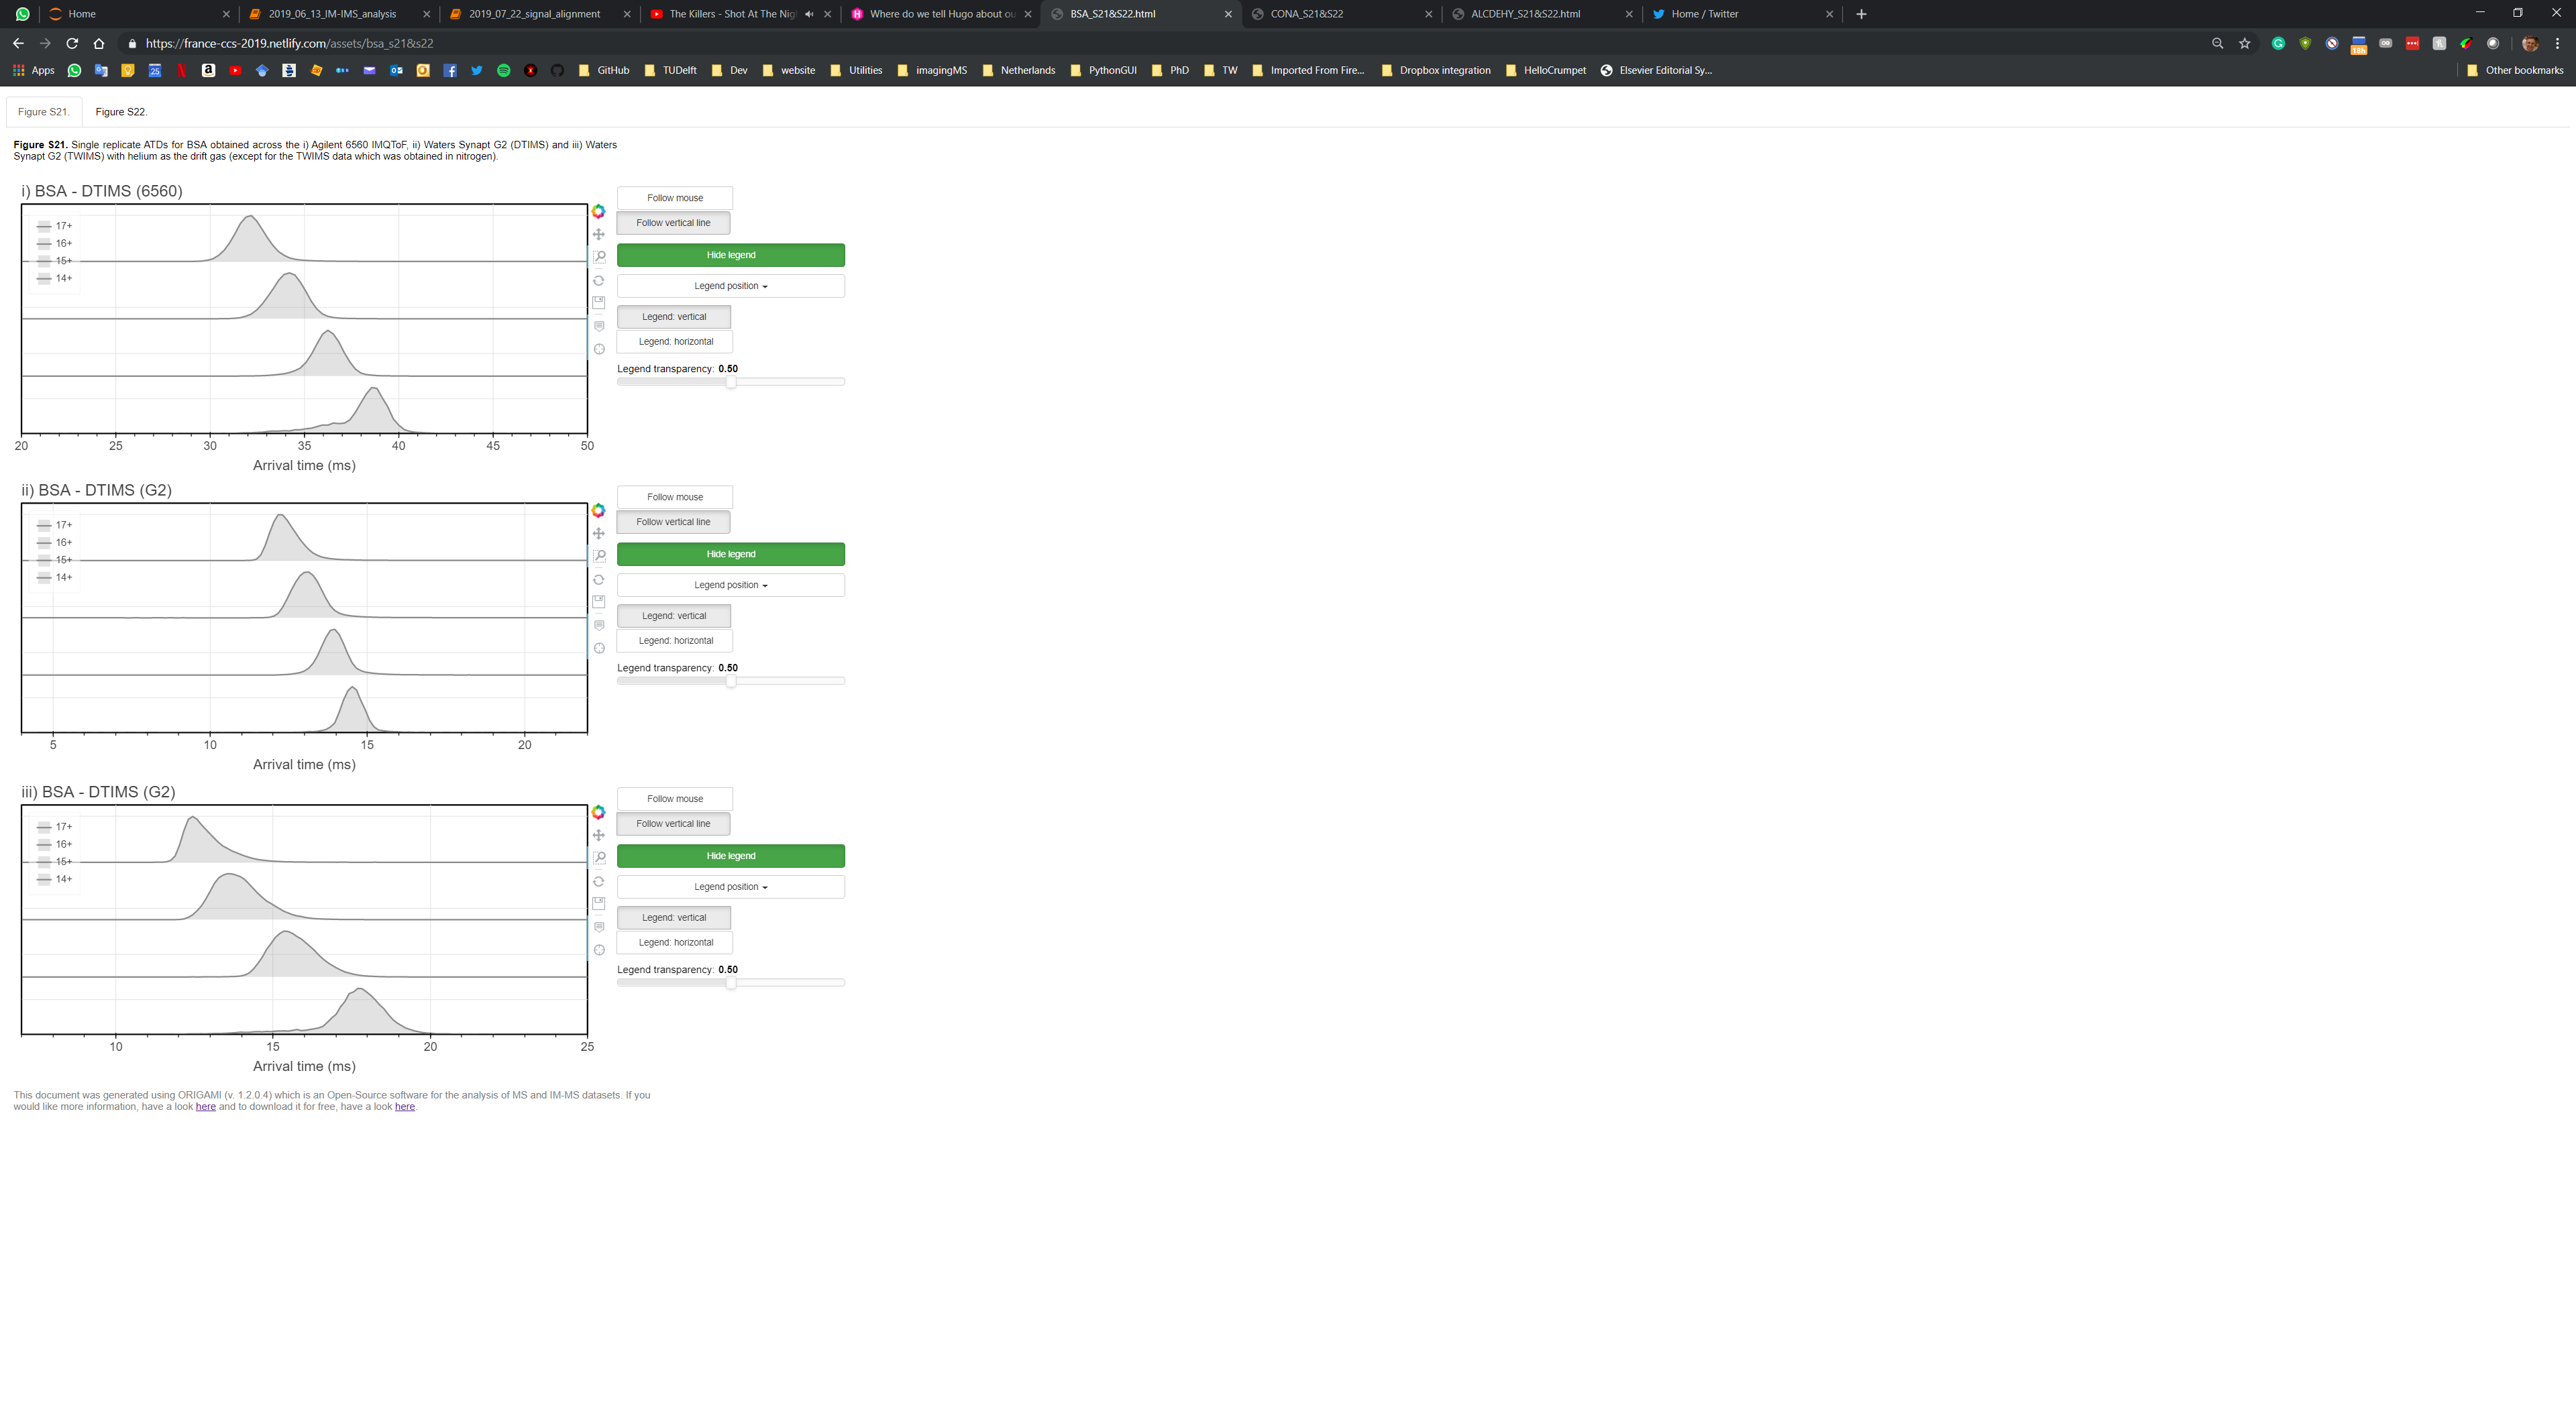 Home
2019_06_13_IM-IMS_analysis
2019_07_22_signal_alignment
The Killers - Shot At The Nig
Where do we tell Hugo about ou
BSA_S21&S22.html
CONA_S21&S22
ALCDEHY_S21&S22.html
Home / Twitter
https://france-ccs-2019.netlify.com/assets/bsa_s21&s22
Apps
GitHub
TUDelft
Dev
website
Utilities
imagingMS
Netherlands
PythonGUI
PhD
TW
Imported From Fire...
Dropbox integration
HelloCrumpet
Elsevier Editorial Sy...
Other bookmarks
Figure S21.
Figure S22.
Figure S21. Single replicate ATDs for BSA obtained across the i) Agilent 6560 IMQToF, ii) Waters Synapt G2 (DTIMS) and iii) Waters
Synapt G2 (TWIMS) with helium as the drift gas (except for the TWIMS data which was obtained in nitrogen).
i) BSA - DTIMS (6560)
17+
16+
15+
14+
20 25 30 35 40 45 50
Arrival time (ms)
Follow mouse
Follow vertical line
Hide legend
Legend position
Legend: vertical
Legend: horizontal
Legend transparency: 0.50
ii) BSA - DTIMS (G2)
17+
16+
15+
14+
5 10 15 20
Arrival time (ms)
Follow mouse
Follow vertical line
Hide legend
Legend position
Legend: vertical
Legend: horizontal
Legend transparency: 0.50
iii) BSA - DTIMS (G2)
17+
16+
15+
14+
10 15 20 25
Arrival time (ms)
Follow mouse
Follow vertical line
Hide legend
Legend position
Legend: vertical
Legend: horizontal
Legend transparency: 0.50
This document was generated using ORIGAMI (v. 1.2.0.4) which is an Open-Source software for the analysis of MS and IM-MS datasets. If you
would like more information, have a look here and to download it for free, have a look here.